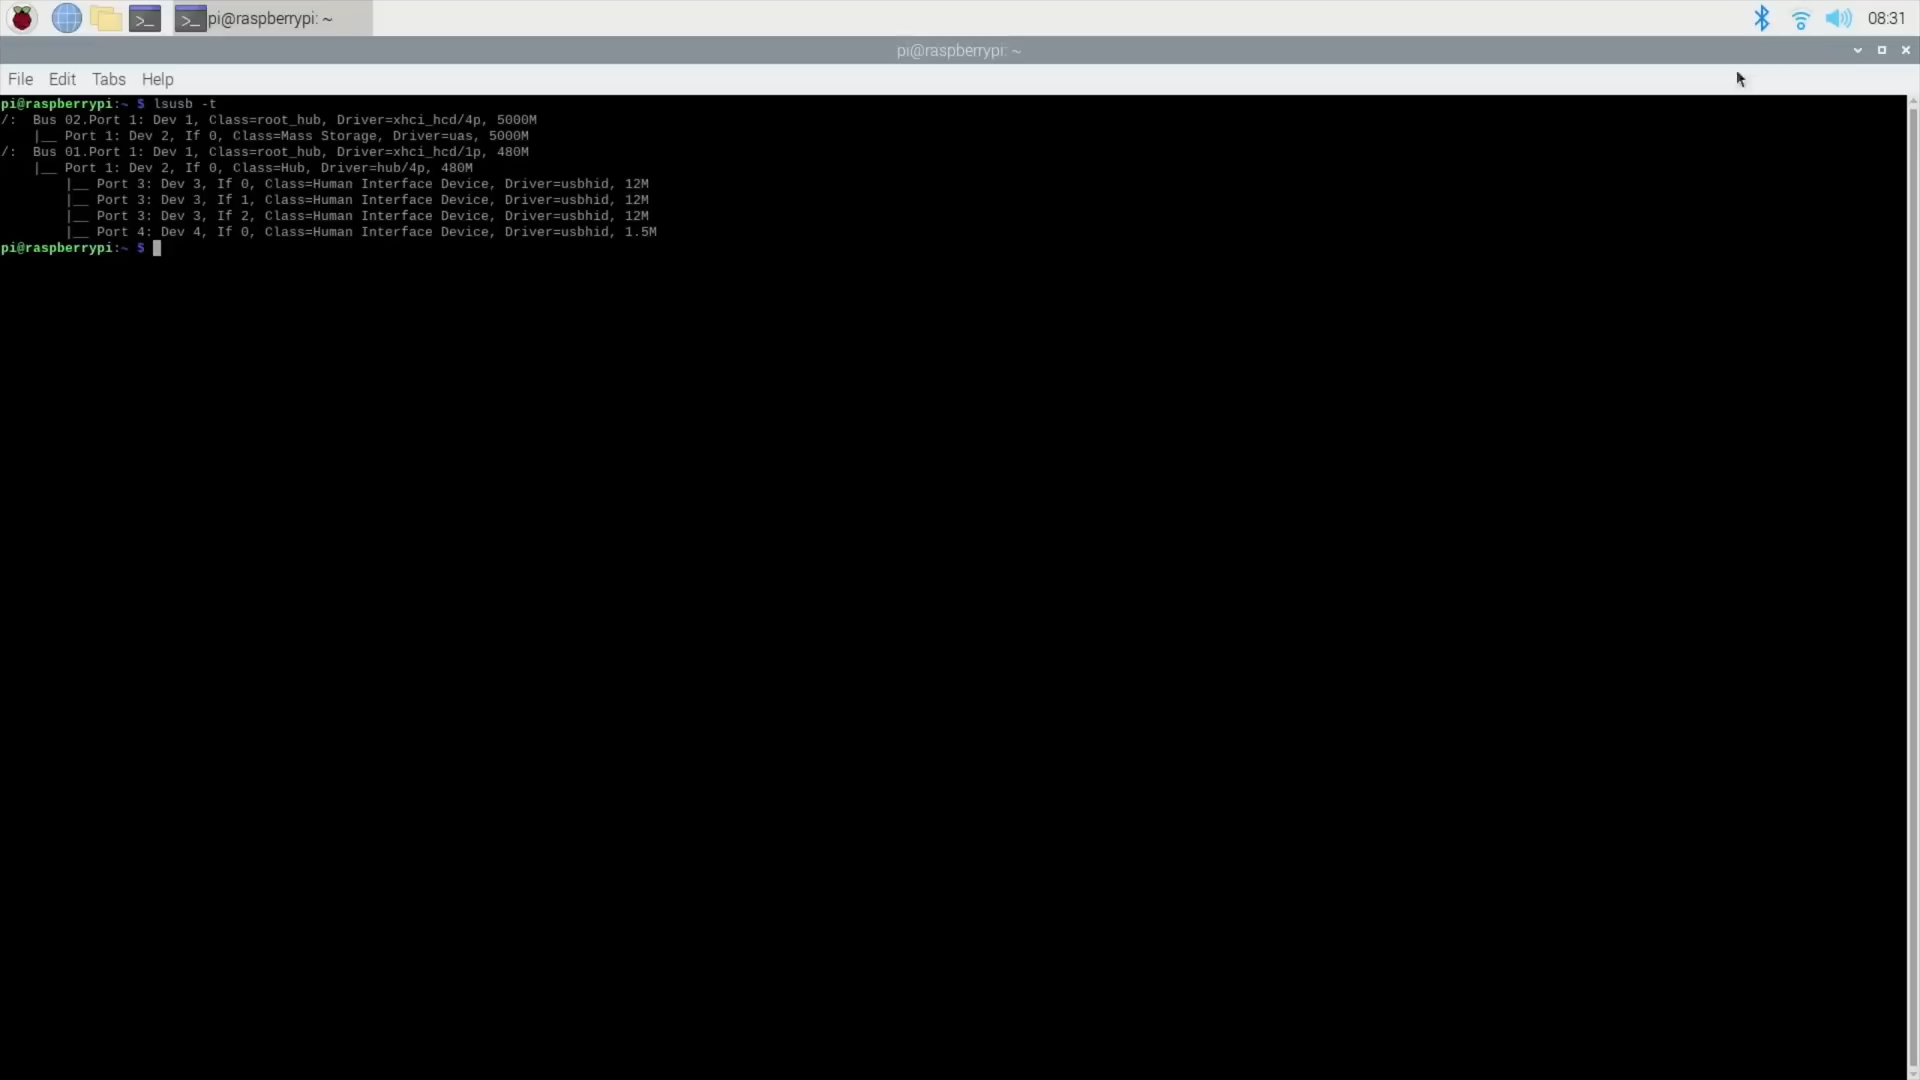 >_ >_ pi@raspberrypi: ~ 08:31
pi@raspberrypi: ~
File Edit Tabs Help
pi@raspberrypi:~ $ lsusb -t
/:  Bus 02.Port 1: Dev 1, Class=root_hub, Driver=xhci_hcd/4p, 5000M
    |__ Port 1: Dev 2, If 0, Class=Mass Storage, Driver=uas, 5000M
/:  Bus 01.Port 1: Dev 1, Class=root_hub, Driver=xhci_hcd/1p, 480M
    |__ Port 1: Dev 2, If 0, Class=Hub, Driver=hub/4p, 480M
        |__ Port 3: Dev 3, If 0, Class=Human Interface Device, Driver=usbhid, 12M
        |__ Port 3: Dev 3, If 1, Class=Human Interface Device, Driver=usbhid, 12M
        |__ Port 3: Dev 3, If 2, Class=Human Interface Device, Driver=usbhid, 12M
        |__ Port 4: Dev 4, If 0, Class=Human Interface Device, Driver=usbhid, 1.5M
pi@raspberrypi:~ $